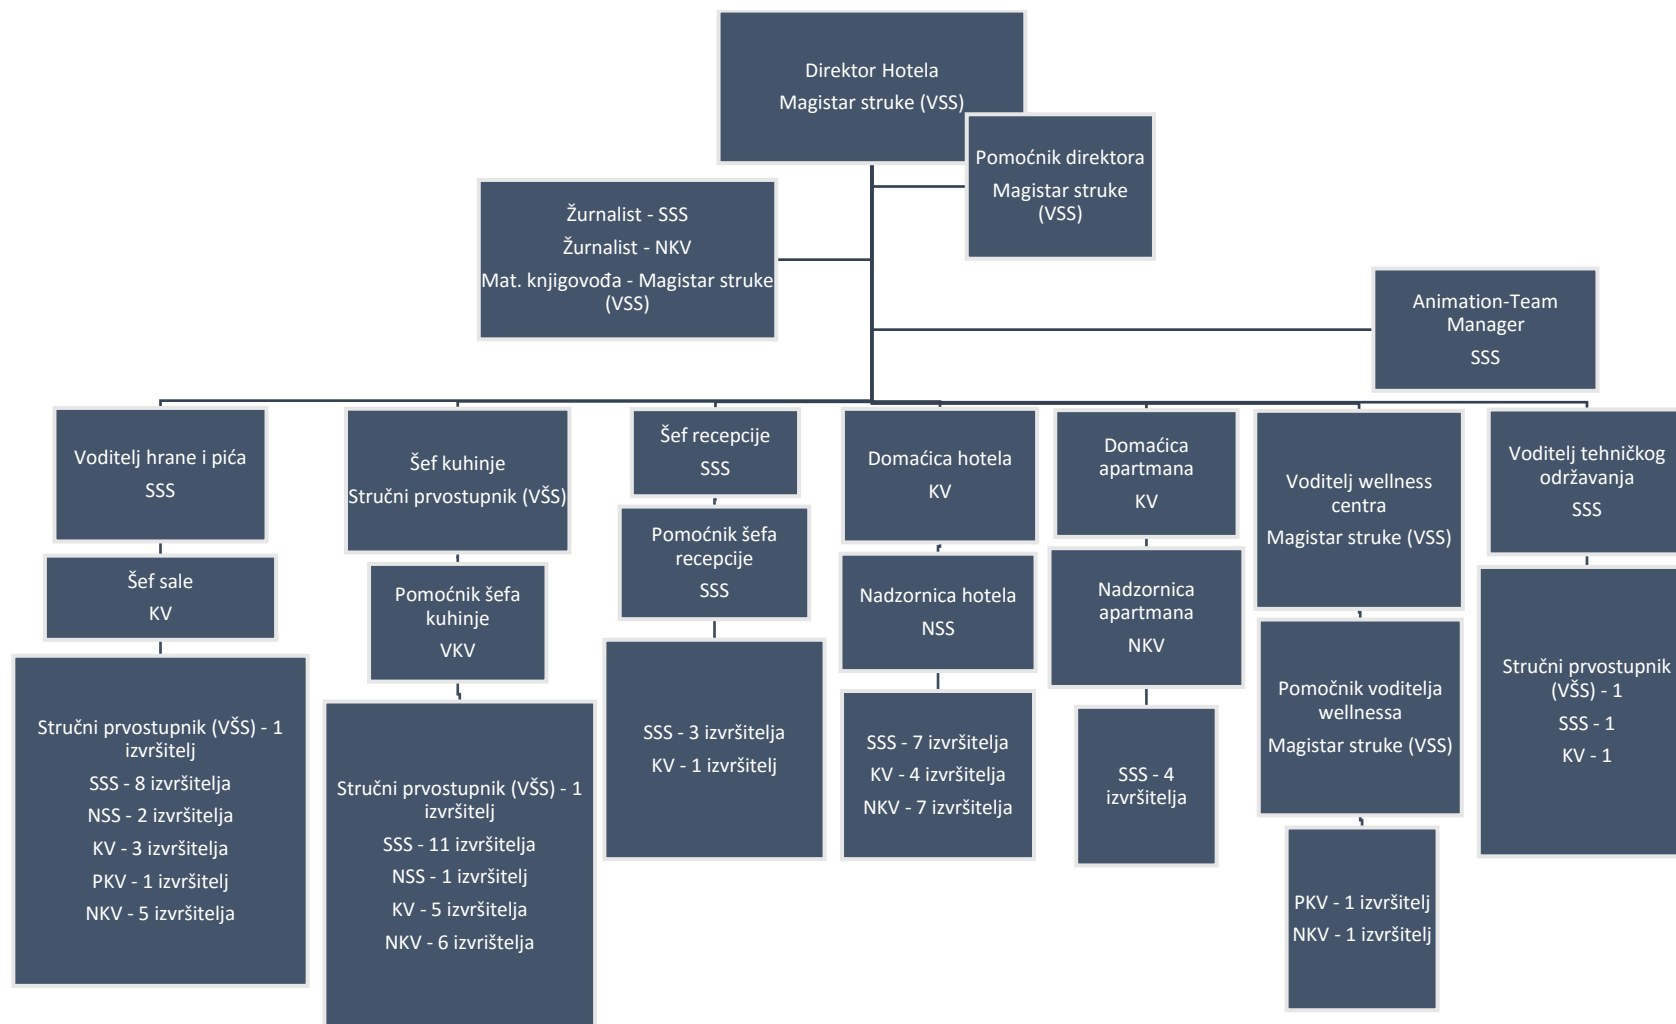 Direktor Hotela
Magistar struke (VSS)
Pomoćnik direktora
Magistar struke
(VSS)
Žurnalist - SSS
Žurnalist - NKV
Mat. knjigovođa - Magistar struke
(VSS)
Animation-Team
Manager
SSS
Voditelj hrane i pića
SSS
Šef sale
KV
Stručni prvostupnik (VŠS) - 1
izvršitelj
SSS - 8 izvršitelja
NSS - 2 izvršitelja
KV - 3 izvršitelja
PKV - 1 izvršitelj
NKV - 5 izvršitelja
Šef kuhinje
Stručni prvostupnik (VŠS)
Pomoćnik šefa
kuhinje
VKV
Stručni prvostupnik (VŠS) - 1
izvršitelj
SSS - 11 izvršitelja
NSS - 1 izvršitelj
KV - 5 izvršitelja
NKV - 6 izvrištelja
Šef recepcije
SSS
Pomoćnik šefa
recepcije
SSS
SSS - 3 izvršitelja
KV - 1 izvršitelj
Domaćica hotela
KV
Nadzornica hotela
NSS
SSS - 7 izvršitelja
KV - 4 izvršitelja
NKV - 7 izvršitelja
Domaćica
apartmana
KV
Nadzornica
apartmana
NKV
SSS - 4
izvršitelja
Voditelj wellness
centra
Magistar struke (VSS)
Pomočnik voditelja
wellnessa
Magistar struke (VSS)
PKV - 1 izvršitelj
NKV - 1 izvršitelj
Voditelj tehničkog
održavanja
SSS
Stručni prvostupnik
(VŠS) - 1
SSS - 1
KV - 1